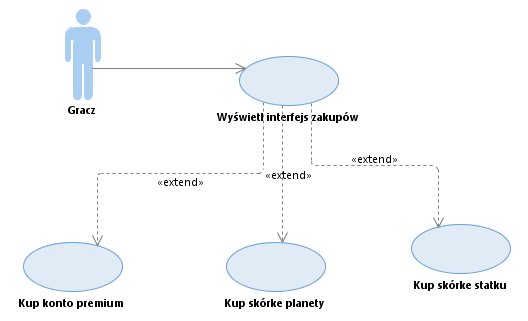 Gracz
Wyświetl interfejs zakupów
«extend»
«extend»
«extend»
Kup konto premium
Kup skórke planety
Kup skórke statku